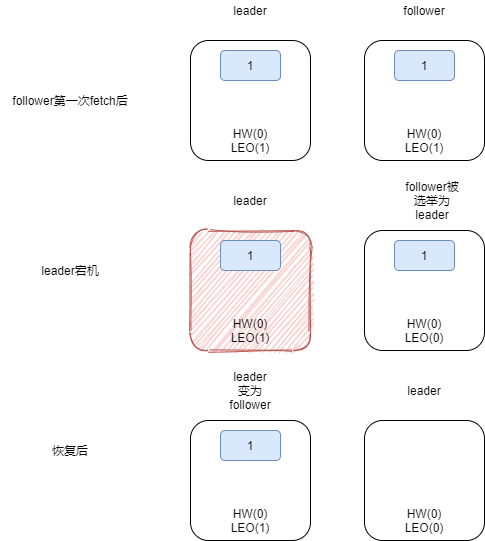 leader
follower
follower第一次fetch后
1
HW(0)
LEO(1)
1
HW(0)
LEO(1)
leader
follower被
选举为
leader
leader宕机
1
HW(0)
LEO(1)
1
HW(0)
LEO(0)
leader
变为
follower
leader
恢复后
1
HW(0)
LEO(1)
HW(0)
LEO(0)